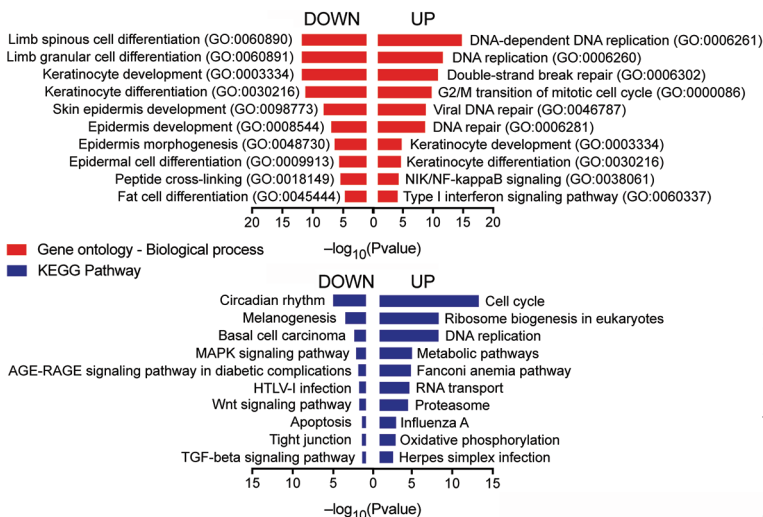 DOWN UP
Limb spinous cell differentiation (GO:0060890) DNA-dependent DNA replication (GO:0006261)
Limb granular cell differentiation (GO:0060891) DNA replication (GO:0006260)
Keratinocyte development (GO:0003334) Double-strand break repair (GO:0006302)
Keratinocyte differentiation (GO:0030216) G2/M transition of mitotic cell cycle (GO:0000086)
Skin epidermis development (GO:0098773) Viral DNA repair (GO:0046787)
Epidermis development (GO:0008544) DNA repair (GO:0006281)
Epidermis morphogenesis (GO:0048730) Keratinocyte development (GO:0003334)
Epidermal cell differentiation (GO:0009913) Keratinocyte differentiation (GO:0030216)
Peptide cross-linking (GO:0018149) NIK/NF-kappaB signaling (GO:0038061)
Fat cell differentiation (GO:0045444) Type I interferon signaling pathway (GO:0060337)
20 15 10 5 0 5 10 15 20
–log10(Pvalue)
Gene ontology - Biological process
KEGG Pathway
DOWN UP
Circadian rhythm Cell cycle
Melanogenesis Ribosome biogenesis in eukaryotes
Basal cell carcinoma DNA replication
MAPK signaling pathway Metabolic pathways
AGE-RAGE signaling pathway in diabetic complications Fanconi anemia pathway
HTLV-I infection RNA transport
Wnt signaling pathway Proteasome
Apoptosis Influenza A
Tight junction Oxidative phosphorylation
TGF-beta signaling pathway Herpes simplex infection
15 10 5 0 5 10 15
–log10(Pvalue)